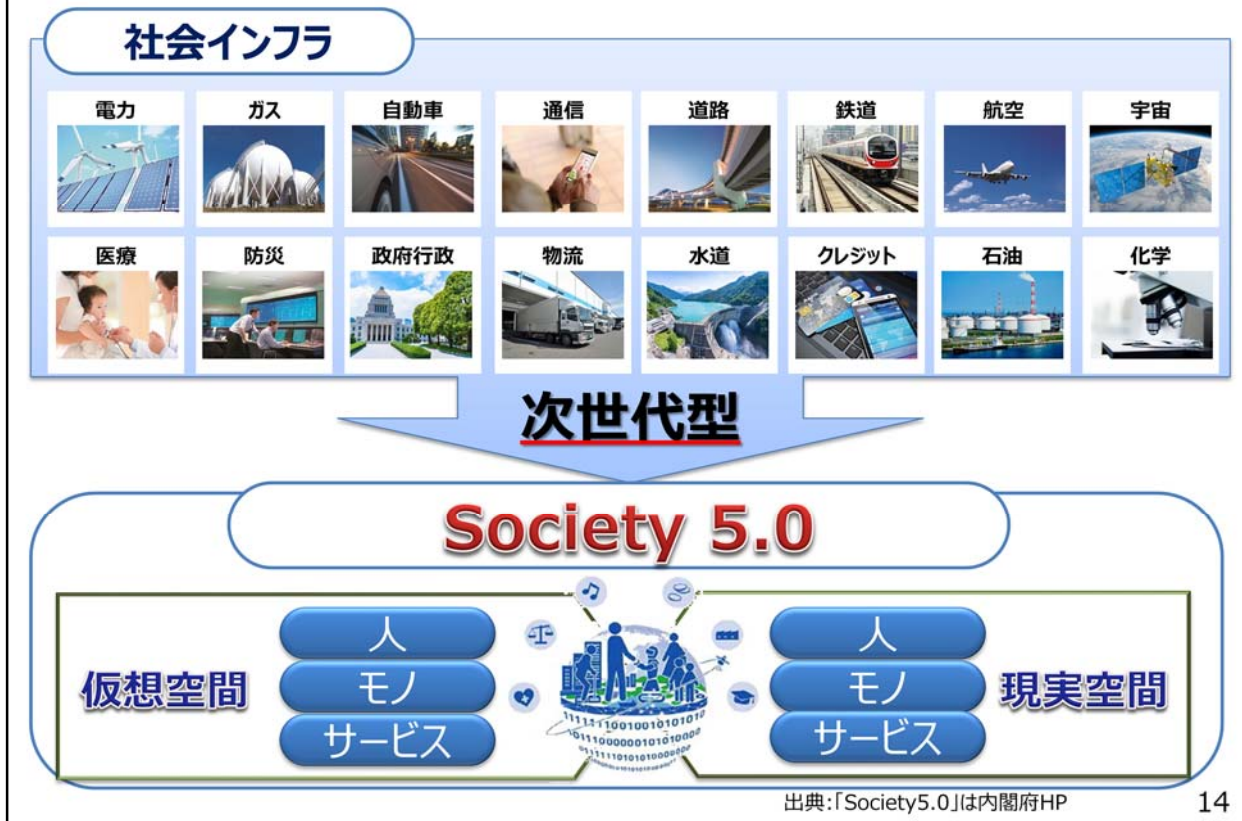 社会インフラ
電力 ガス 自動車 通信 道路 鉄道 航空 宇宙
医療 防災 政府行政 物流 水道 クレジット 石油 化学
次世代型
Society 5.0
仮想空間
人
モノ
サービス
人
モノ
サービス
現実空間
出典:「Society5.0」は内閣府HP
14